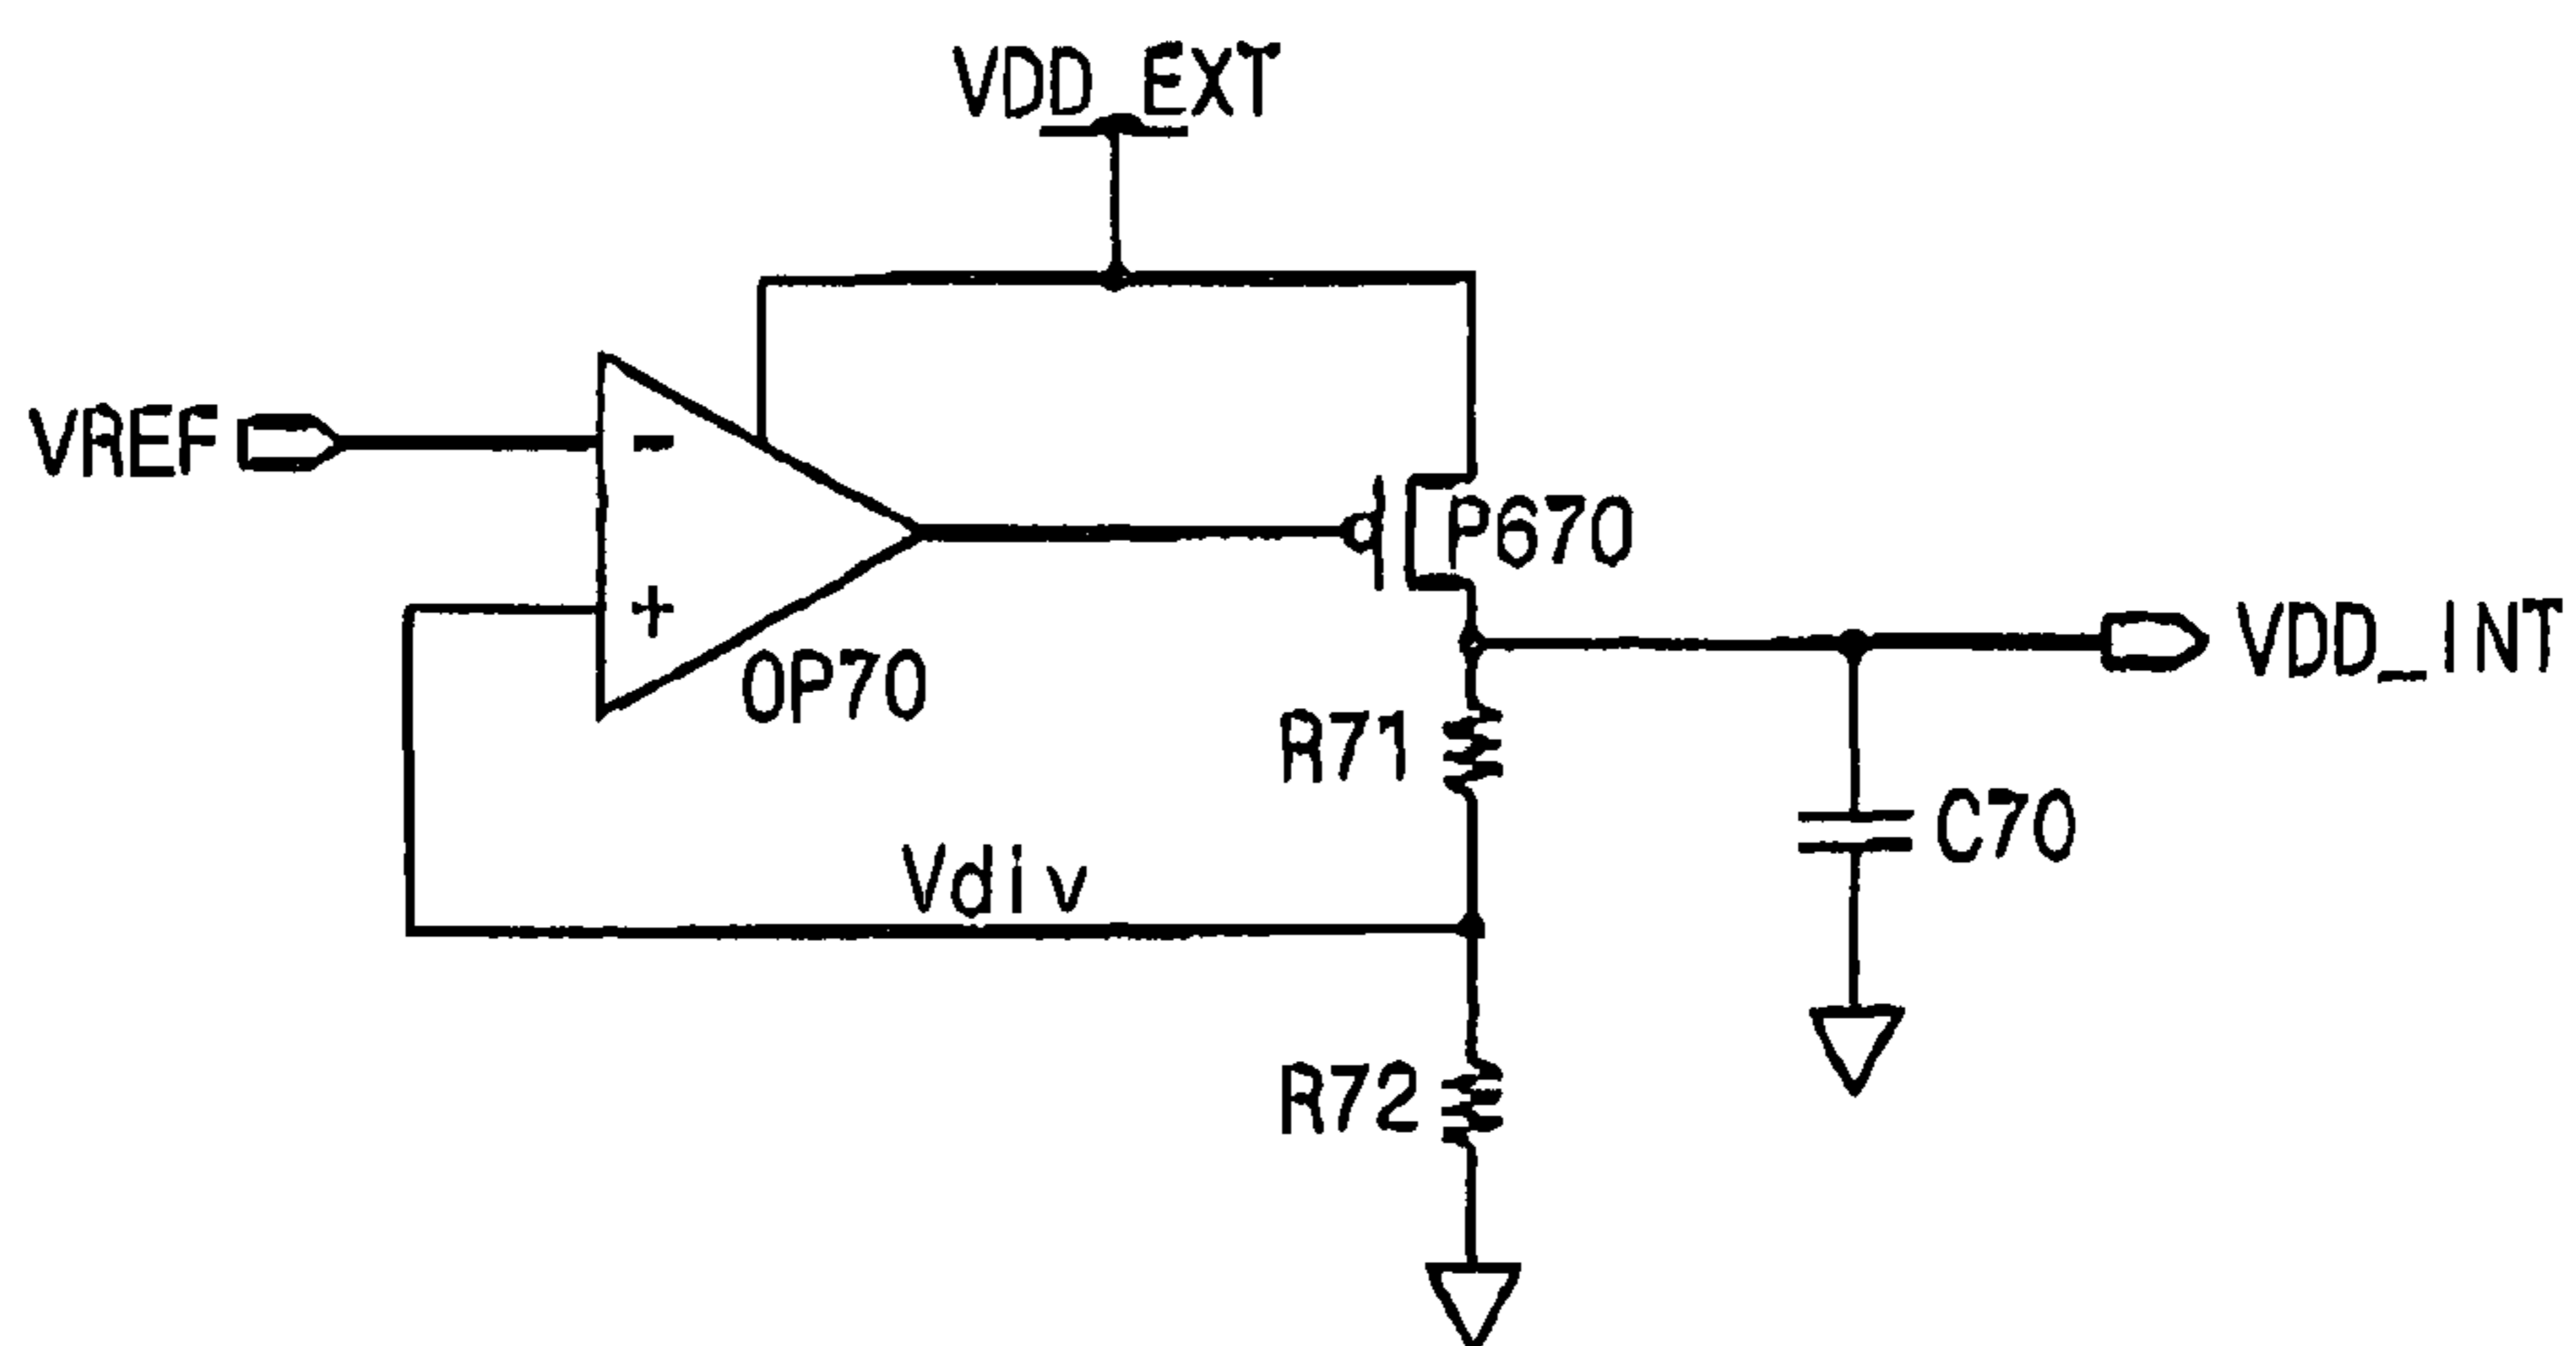 VDD_EXT
VREF
-
P670
+
OP70
VDD_INT
R71
C70
Vdiv
R72